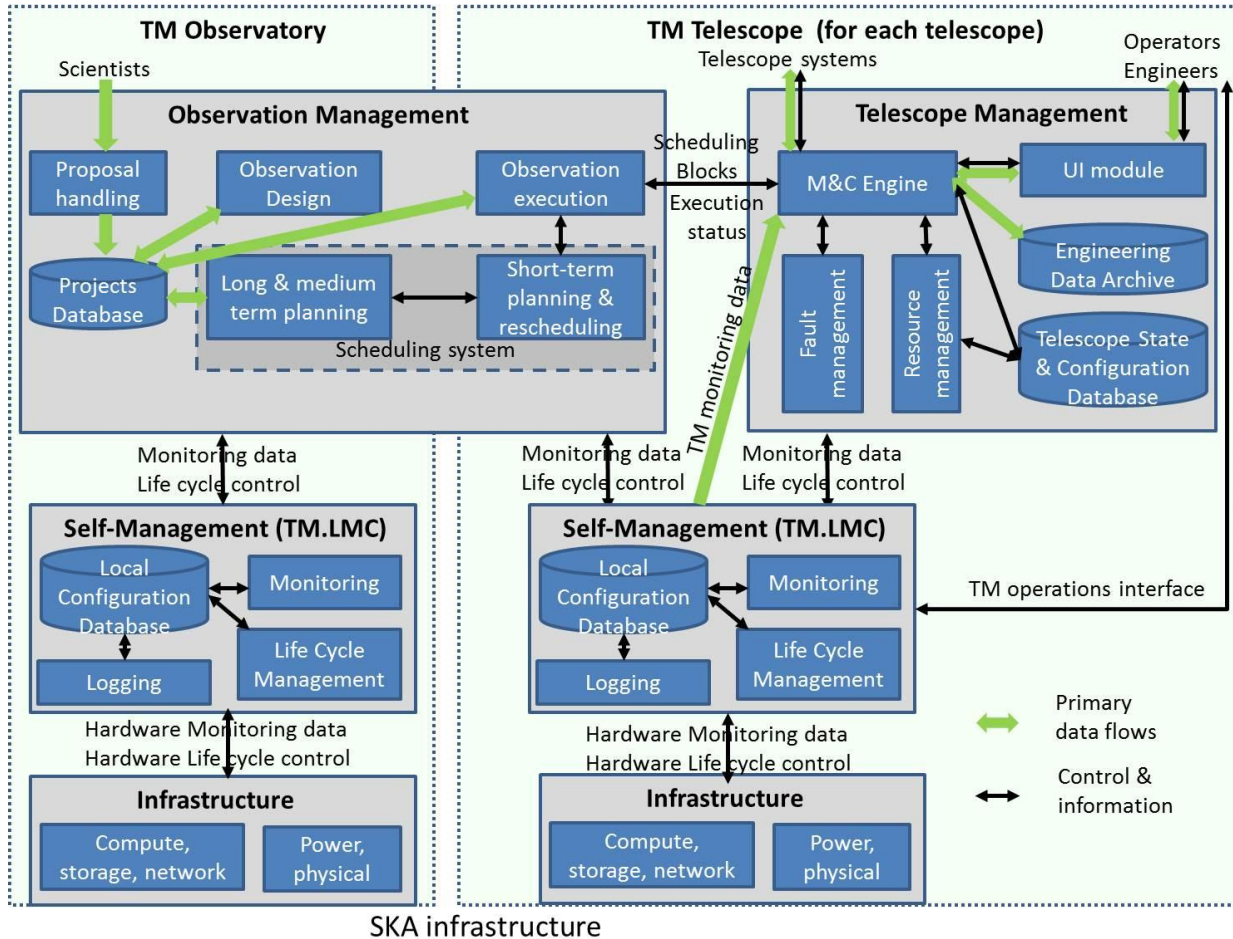 TM Observatory
TM Telescope (for each telescope)
Scientists
Telescope systems
Operators
Engineers
Observation Management
Proposal
handling
Observation
Design
Observation
execution
Projects
Database
Long & medium
term planning
Short-term
planning &
rescheduling
Scheduling system
Scheduling
Blocks
Execution
status
Telescope Management
M&C Engine
UI module
Engineering
Data Archive
Fault
management
Resource
management
Telescope State
& Configuration
Database
TM monitoring data
Monitoring data
Life cycle control
Monitoring data
Life cycle control
Monitoring data
Life cycle control
Self-Management (TM.LMC)
Local
Configuration
Database
Monitoring
Logging
Life Cycle
Management
Self-Management (TM.LMC)
Local
Configuration
Database
Monitoring
Logging
Life Cycle
Management
TM operations interface
Hardware Monitoring data
Hardware Life cycle control
Hardware Monitoring data
Hardware Life cycle control
Infrastructure
Compute,
storage, network
Power,
physical
Infrastructure
Compute,
storage, network
Power,
physical
Primary
data flows
Control &
information
SKA infrastructure